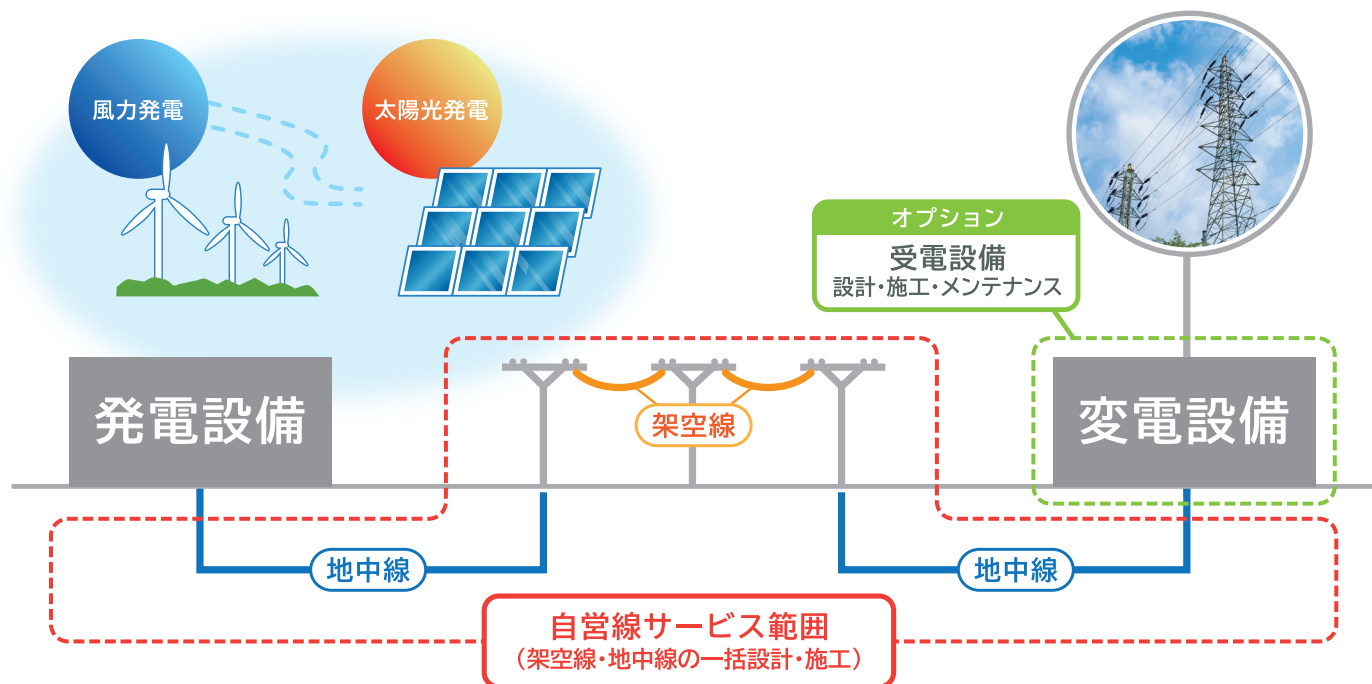 風力発電
太陽光発電
オプション
受電設備
設計・施工・メンテナンス
発電設備
架空線
変電設備
地中線
地中線
自営線サービス範囲
（架空線・地中線の一括設計・施工）